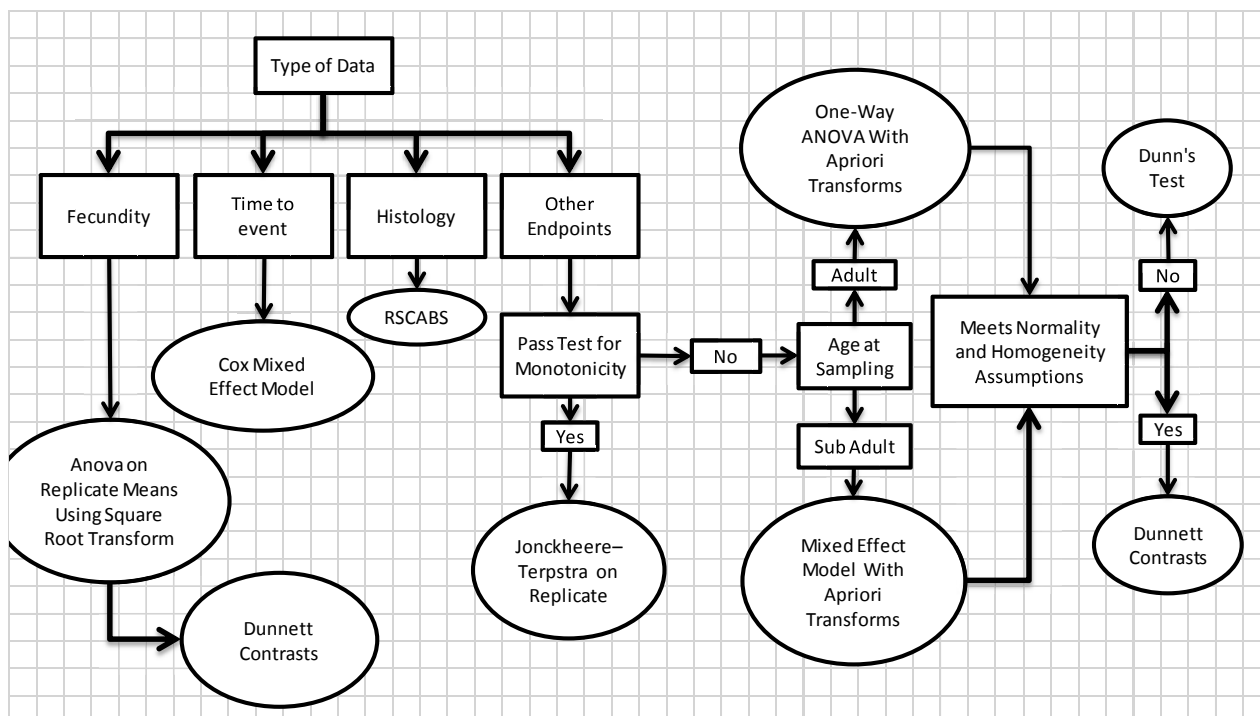 Type of Data
Fecundity
Time to
event
Histology
Other
Endpoints
RSCABS
Cox Mixed
Effect Model
Anova on
Replicate Means
Using Square
Root Transform
Dunnett
Contrasts
Pass Test for
Monotonicity
Yes
Jonckheere–
Terpstra on
Replicate
No
Age at
Sampling
Adult
One-Way
ANOVA With
Apriori
Transforms
Sub Adult
Mixed Effect
Model With
Apriori
Transforms
Meets Normality
and Homogeneity
Assumptions
No
Dunn's
Test
Yes
Dunnett
Contrasts